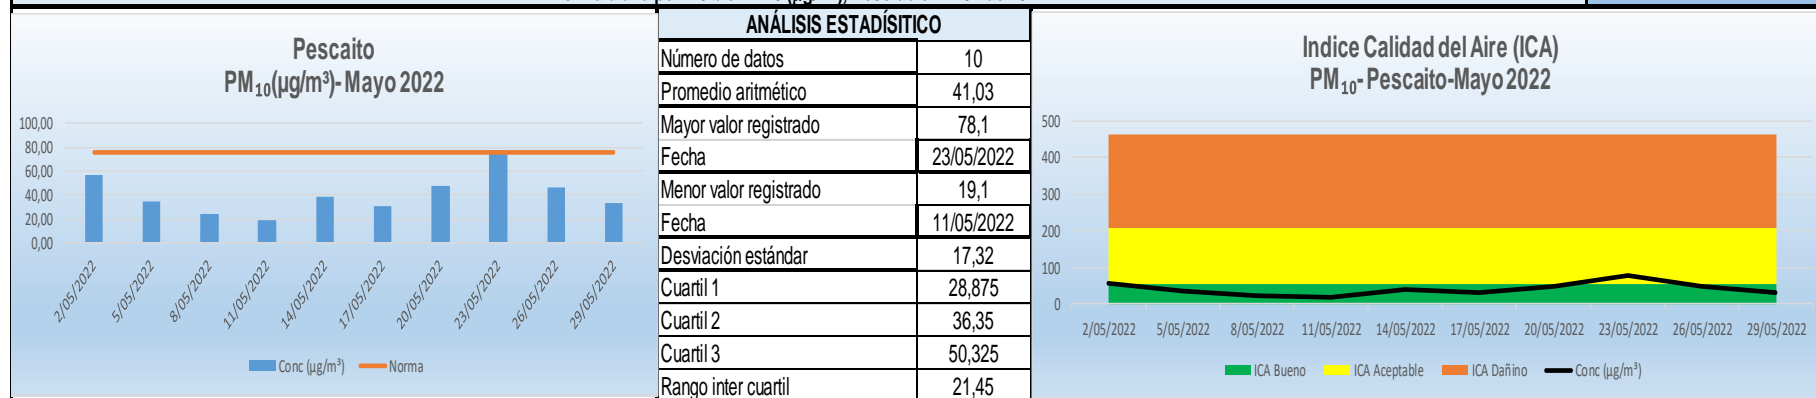 Pescaito
PM₁₀(µg/m³)- Mayo 2022
100,00
80,00
60,00
40,00
20,00
0,00
2/05/2022
5/05/2022
8/05/2022
11/05/2022
14/05/2022
17/05/2022
20/05/2022
23/05/2022
26/05/2022
29/05/2022
Conc (µg/m³)
Norma
ANÁLISIS ESTADÍSITICO
Número de datos 10
Promedio aritmético 41,03
Mayor valor registrado 78,1
Fecha 23/05/2022
Menor valor registrado 19,1
Fecha 11/05/2022
Desviación estándar 17,32
Cuartil 1 28,875
Cuartil 2 36,35
Cuartil 3 50,325
Rango inter cuartil 21,45
Indice Calidad del Aire (ICA)
PM₁₀- Pescaito-Mayo 2022
500
400
300
200
100
0
2/05/2022
5/05/2022
8/05/2022
11/05/2022
14/05/2022
17/05/2022
20/05/2022
23/05/2022
26/05/2022
29/05/2022
ICA Bueno
ICA Aceptable
ICA Dañino
Conc (µg/m³)